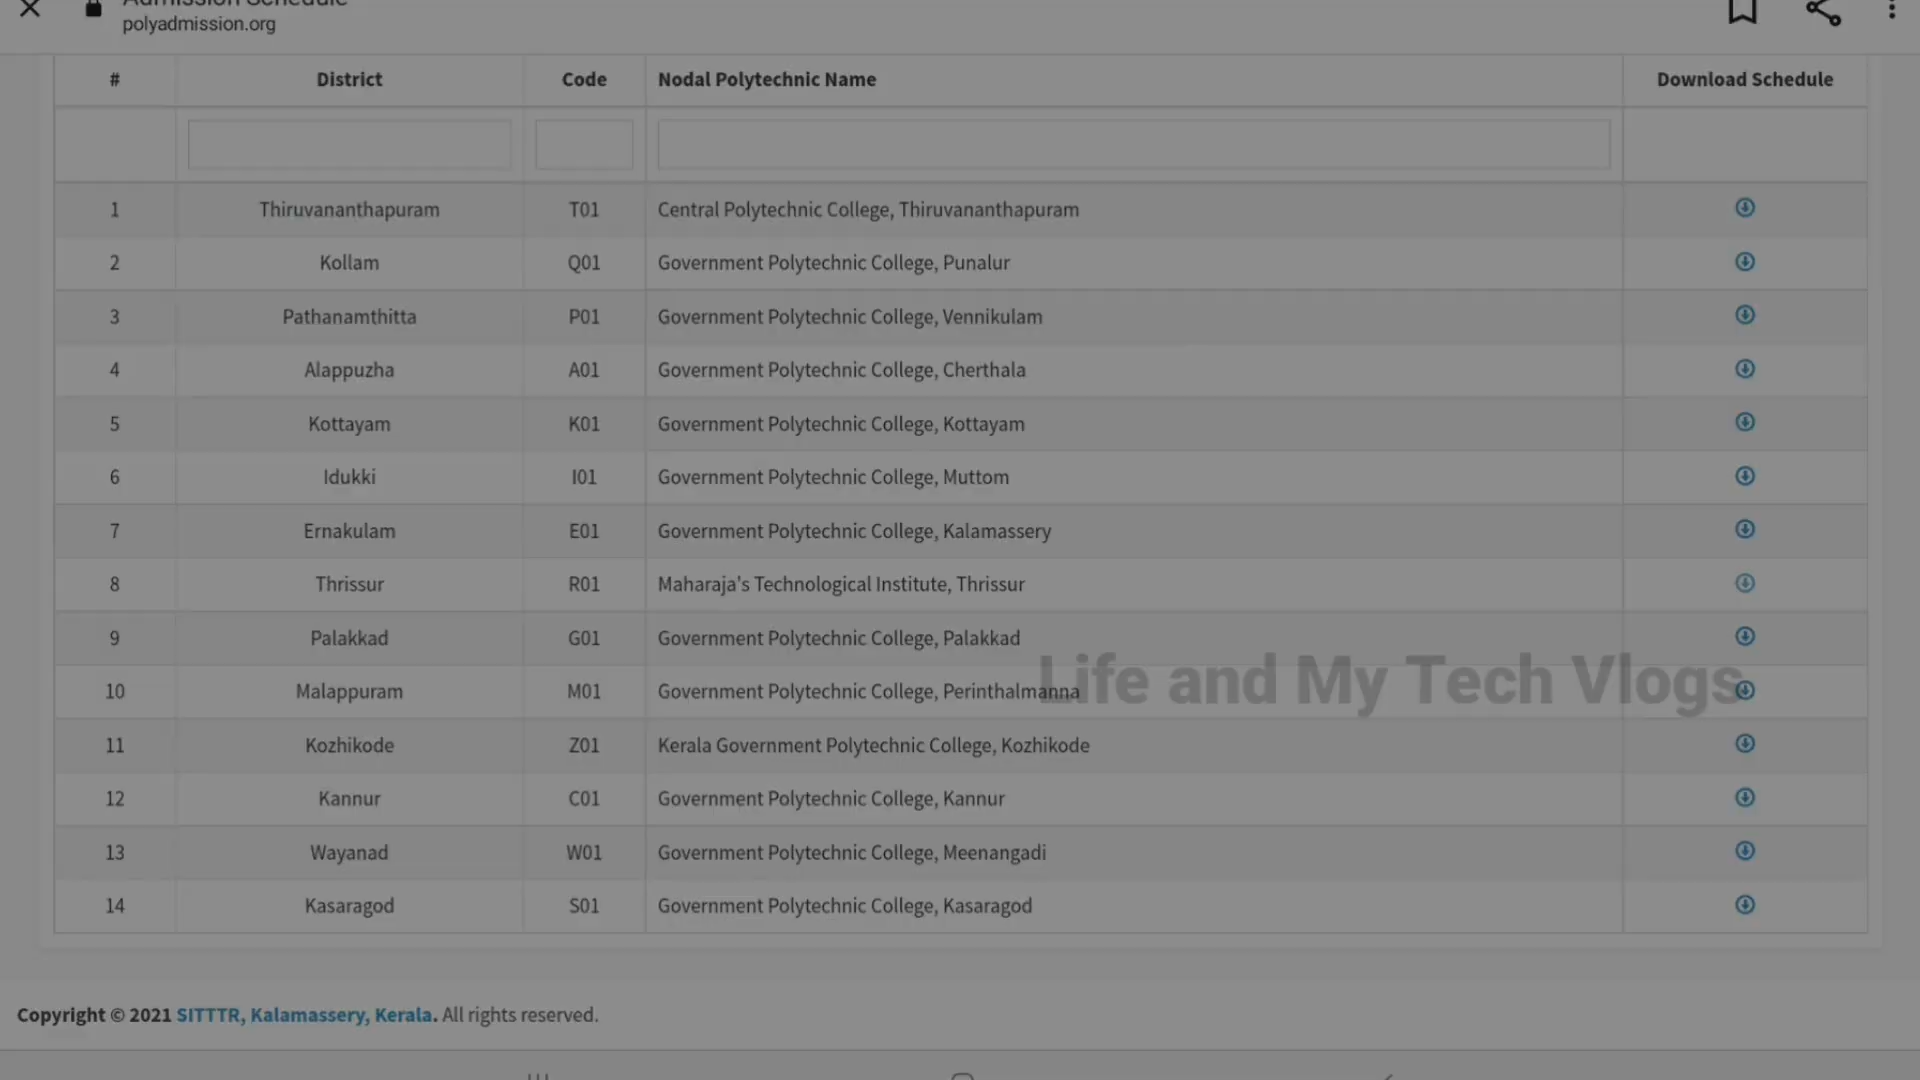 Admission Schedule
polyadmission.org
# District Code Nodal Polytechnic Name Download Schedule
1 Thiruvananthapuram T01 Central Polytechnic College, Thiruvananthapuram
2 Kollam Q01 Government Polytechnic College, Punalur
3 Pathanamthitta P01 Government Polytechnic College, Vennikulam
4 Alappuzha A01 Government Polytechnic College, Cherthala
5 Kottayam K01 Government Polytechnic College, Kottayam
6 Idukki I01 Government Polytechnic College, Muttom
7 Ernakulam E01 Government Polytechnic College, Kalamassery
8 Thrissur R01 Maharaja's Technological Institute, Thrissur
9 Palakkad G01 Government Polytechnic College, Palakkad
10 Malappuram M01 Government Polytechnic College, Perinthalmanna
Life and My Tech Vlogs
11 Kozhikode Z01 Kerala Government Polytechnic College, Kozhikode
12 Kannur C01 Government Polytechnic College, Kannur
13 Wayanad W01 Government Polytechnic College, Meenangadi
14 Kasaragod S01 Government Polytechnic College, Kasaragod
Copyright © 2021 SITTTR, Kalamassery, Kerala. All rights reserved.